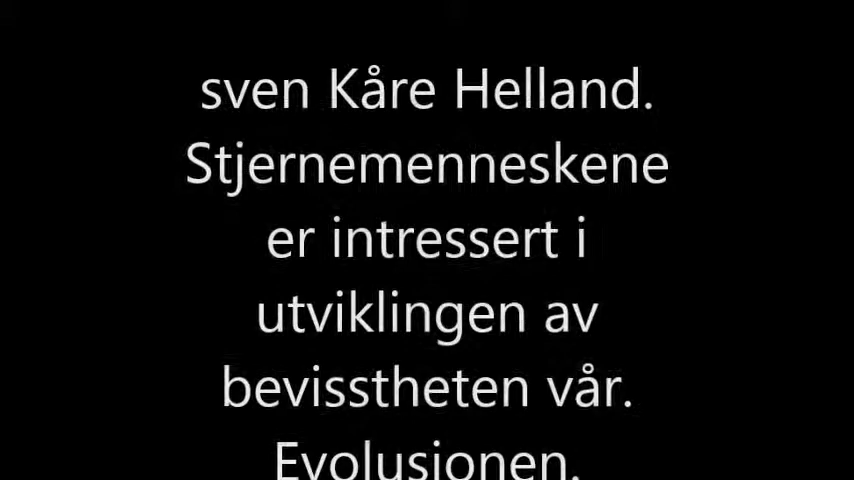 sven Kåre Helland.
Stjernemenneskene
er intressert i
utviklingen av
bevisstheten vår.
Evolusjonen.